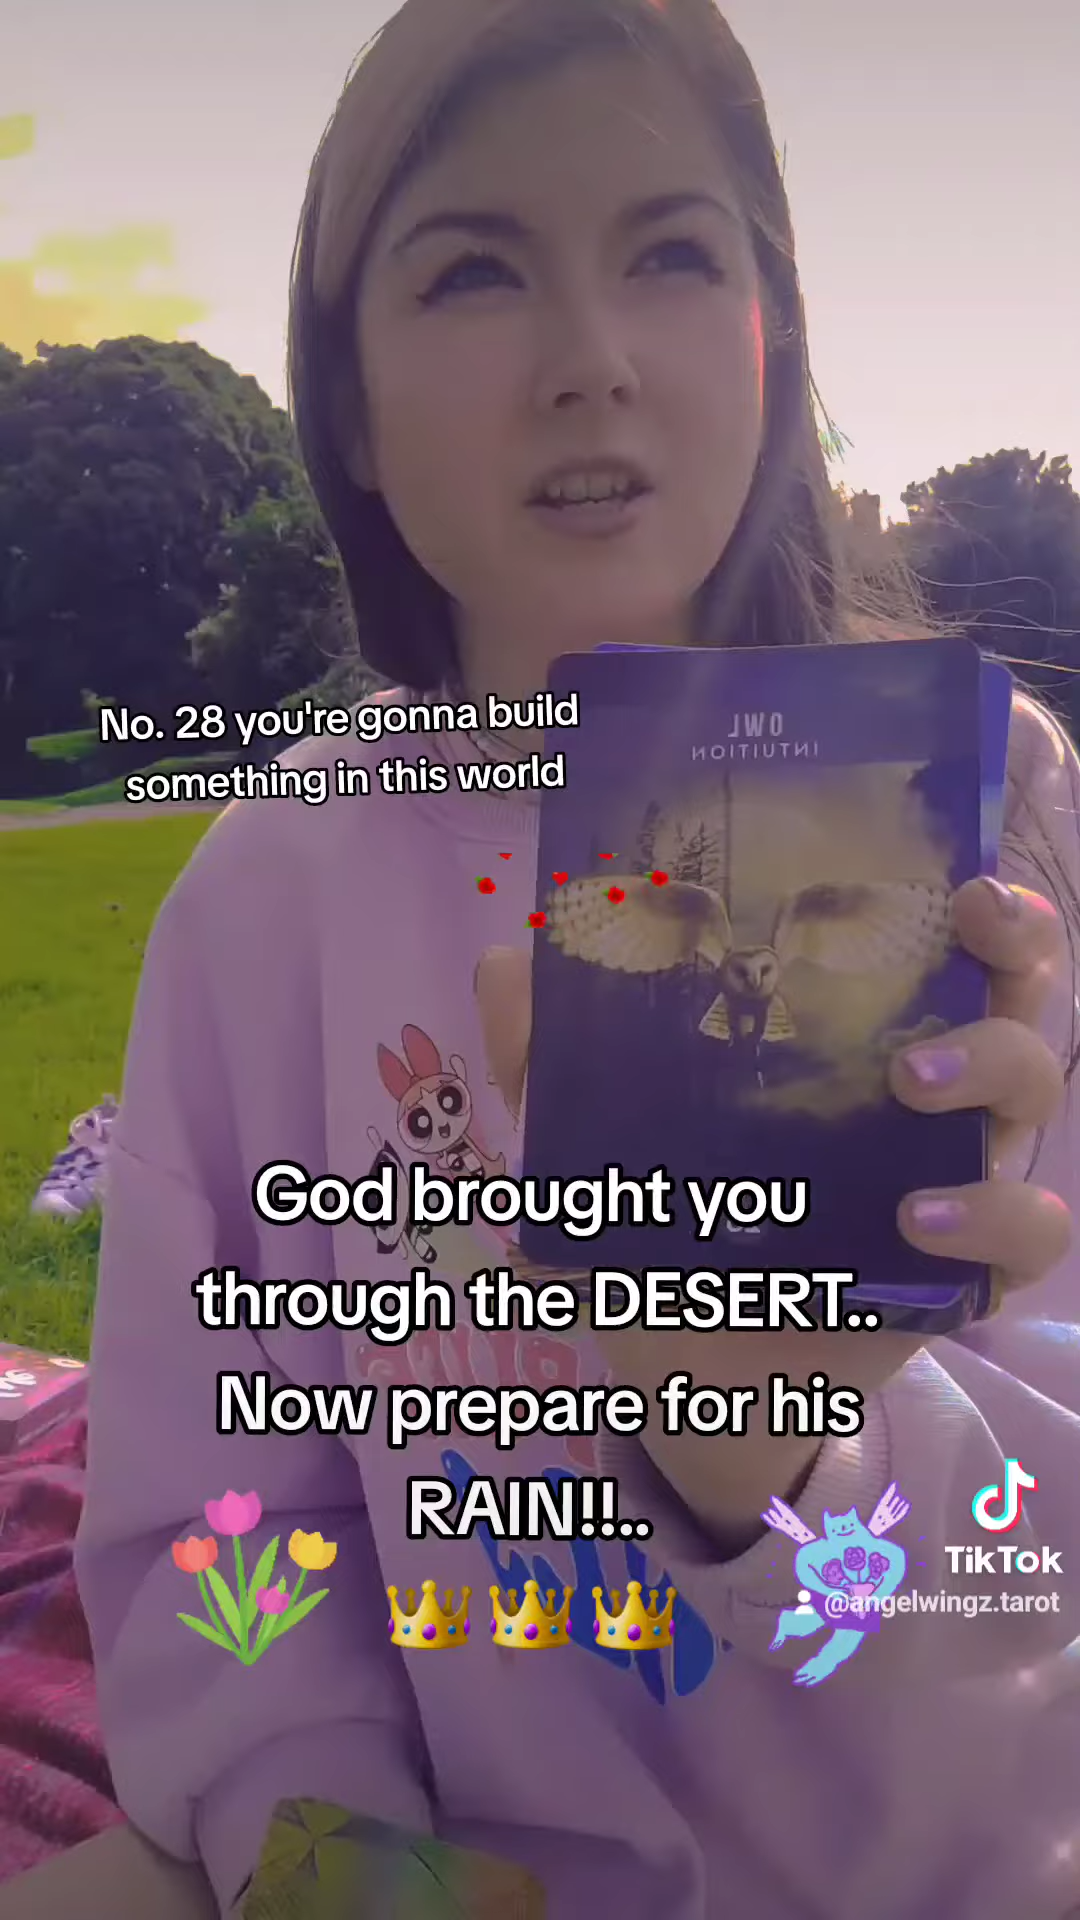 OWL
INTUITION
No. 28 you're gonna build
something in this world
God brought you
through the DESERT..
Now prepare for his
RAIN!!..
TikTok
@angelwingz.tarot